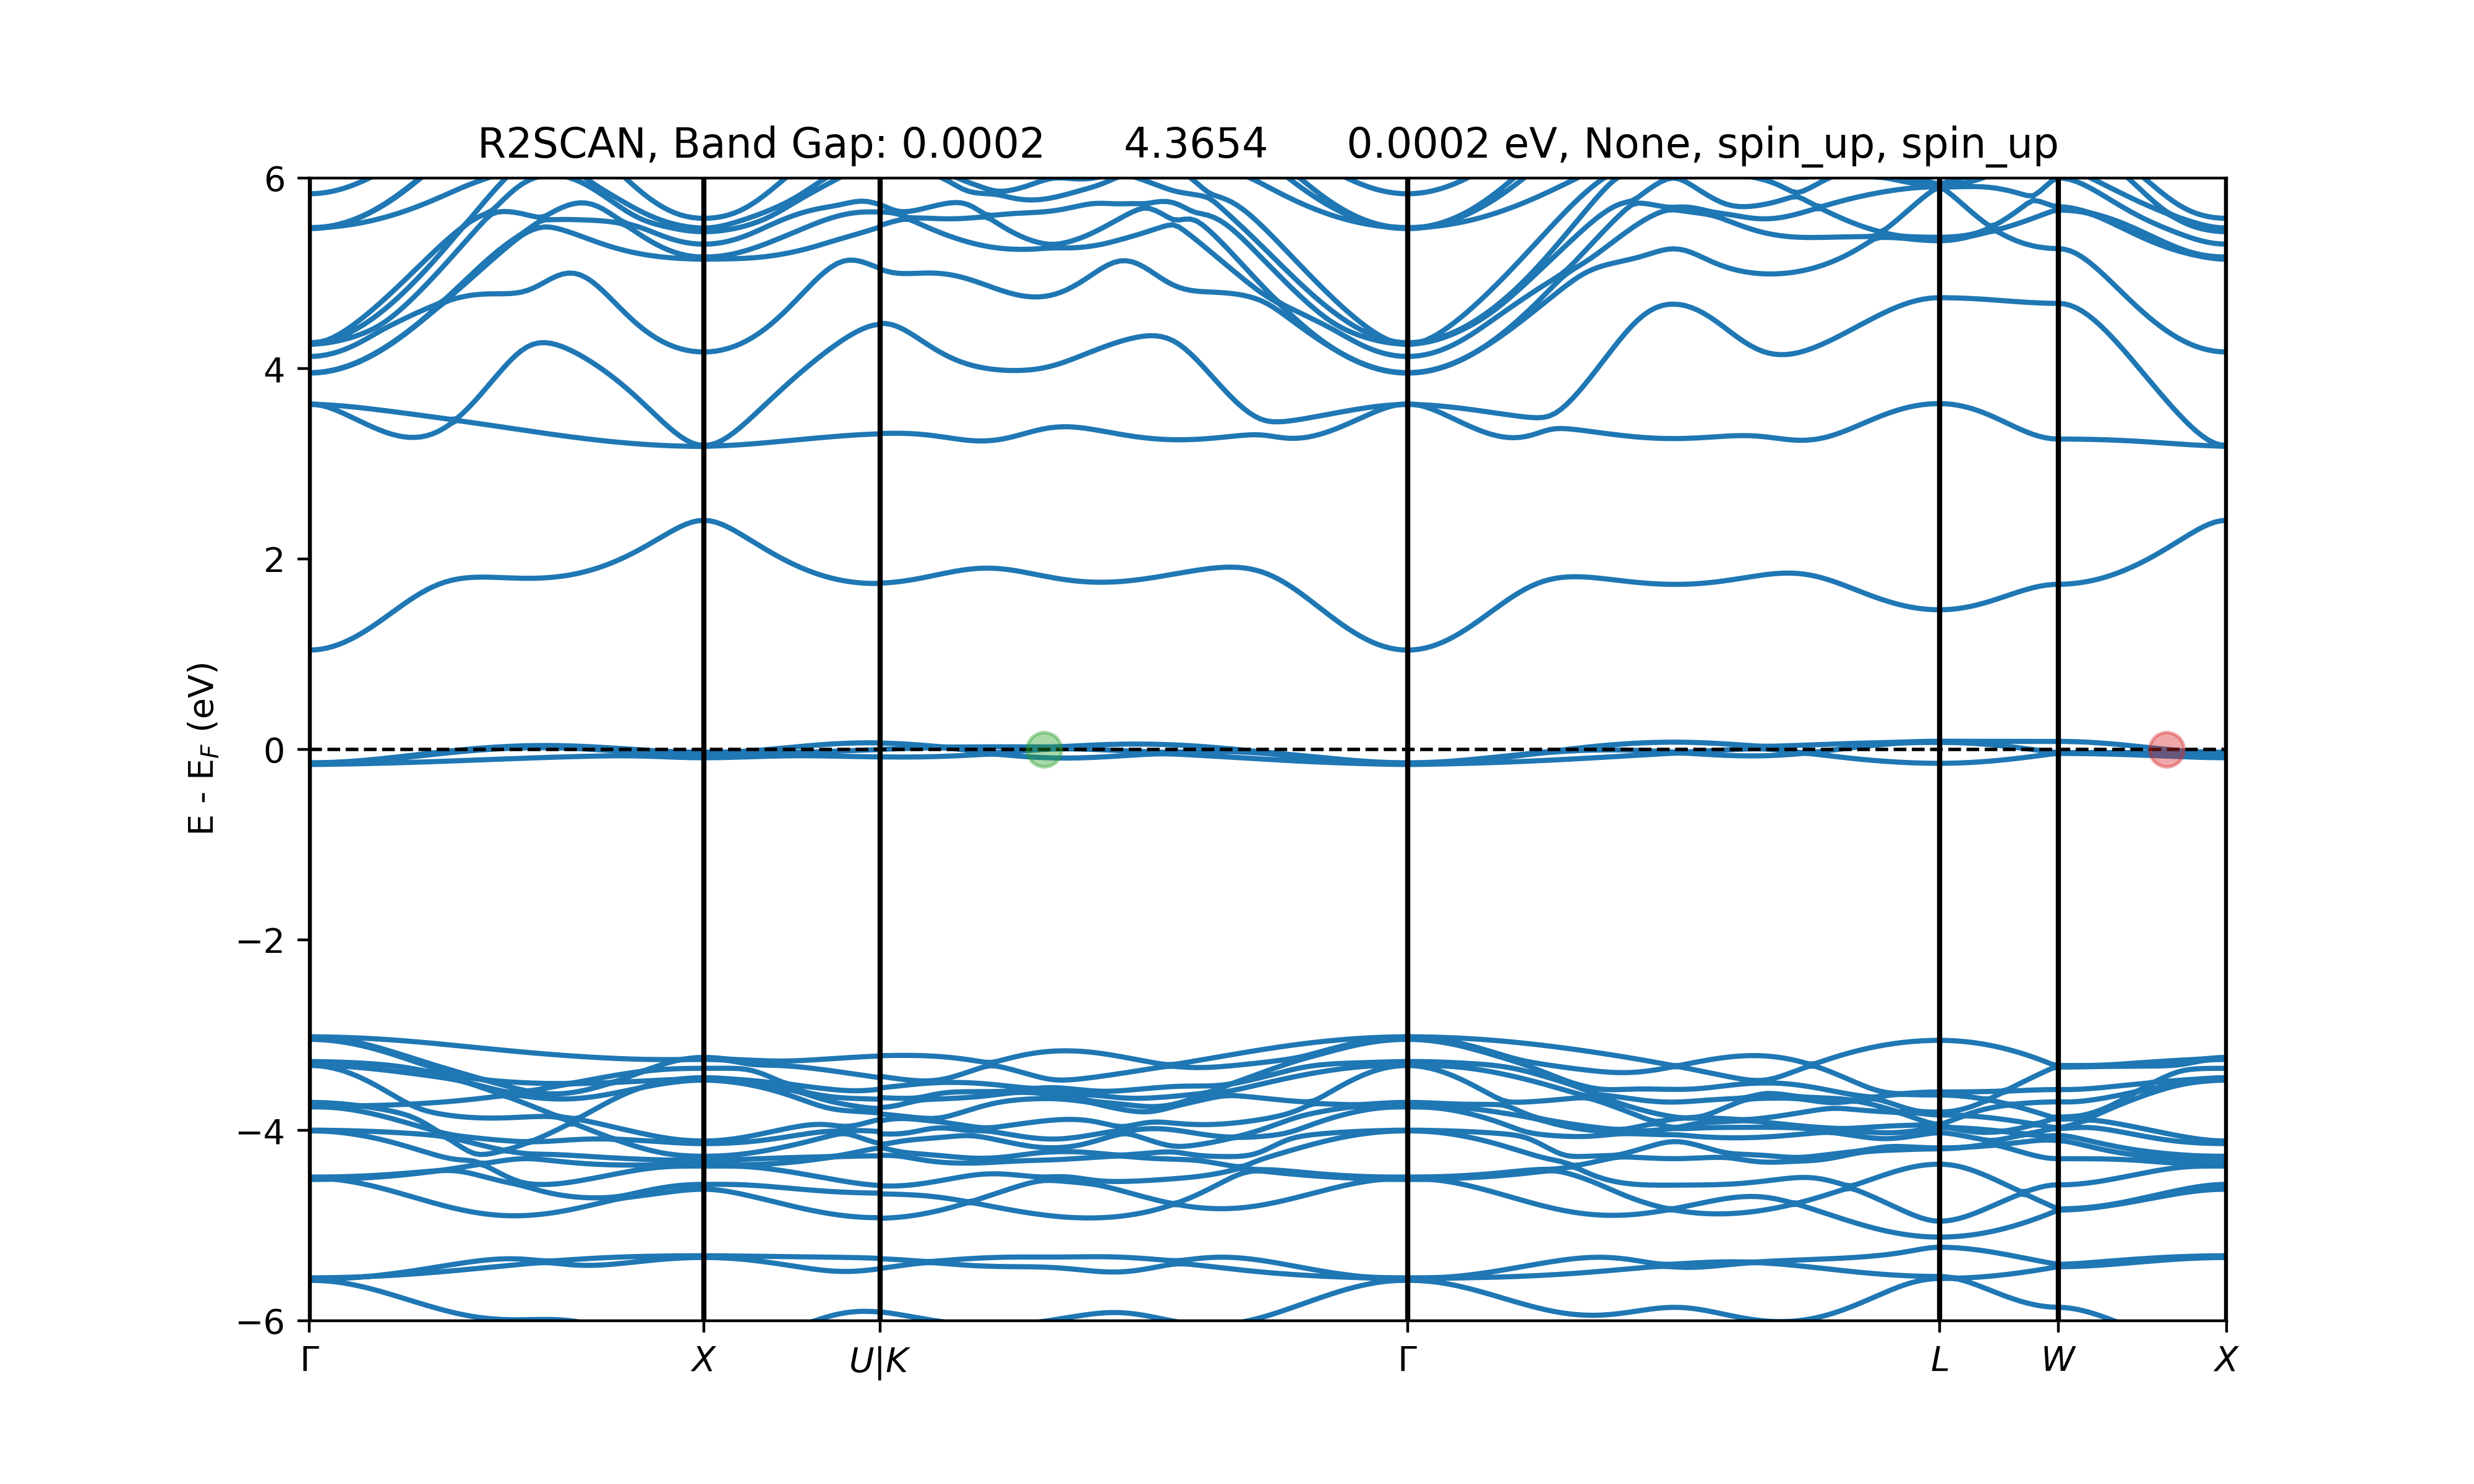 R2SCAN, Band Gap: 0.0002 4.3654 0.0002 eV, None, spin_up, spin_up
6
4
2
0
−2
−4
−6
E - E_F (eV)
Γ X U|K Γ L W X